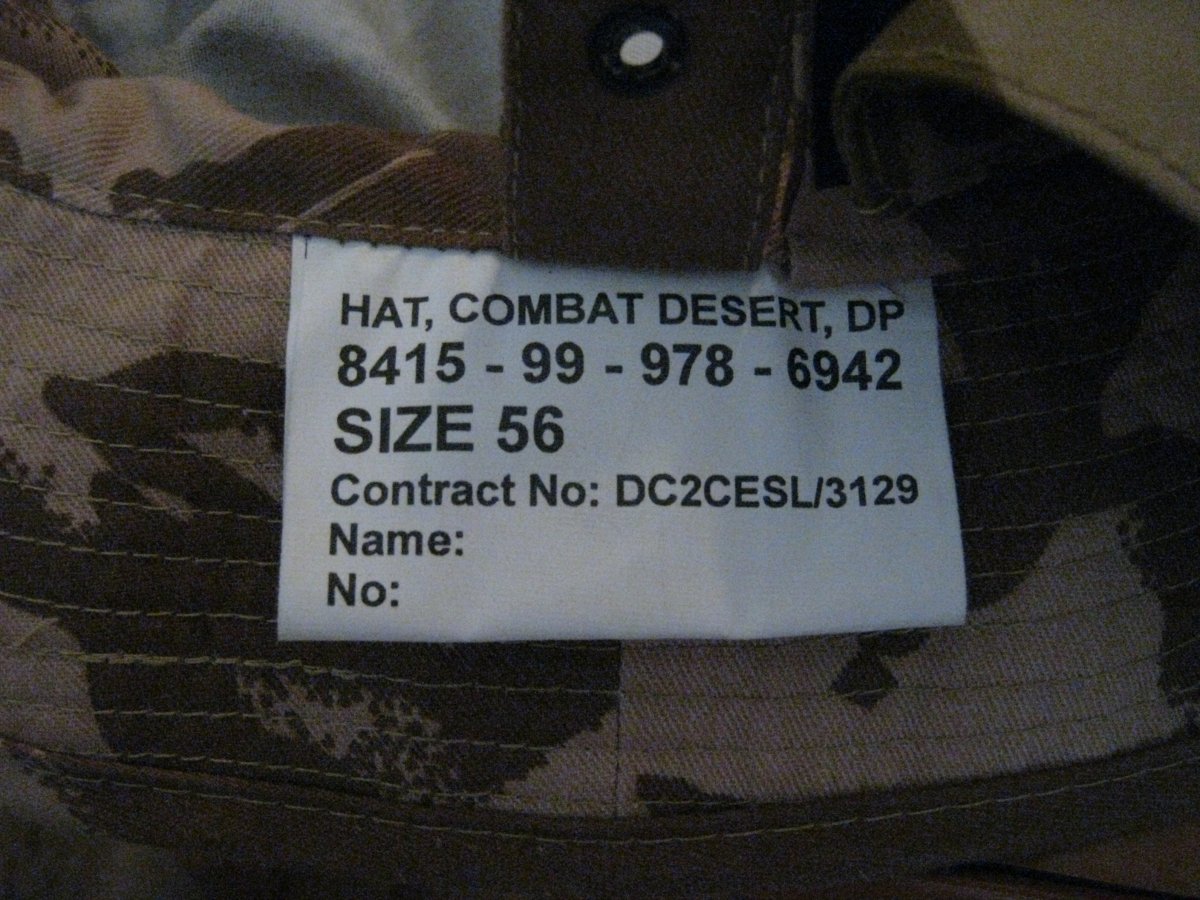 HAT, COMBAT DESERT, DP
8415 - 99 - 978 - 6942
SIZE 56
Contract No: DC2CESL/3129
Name:
No: